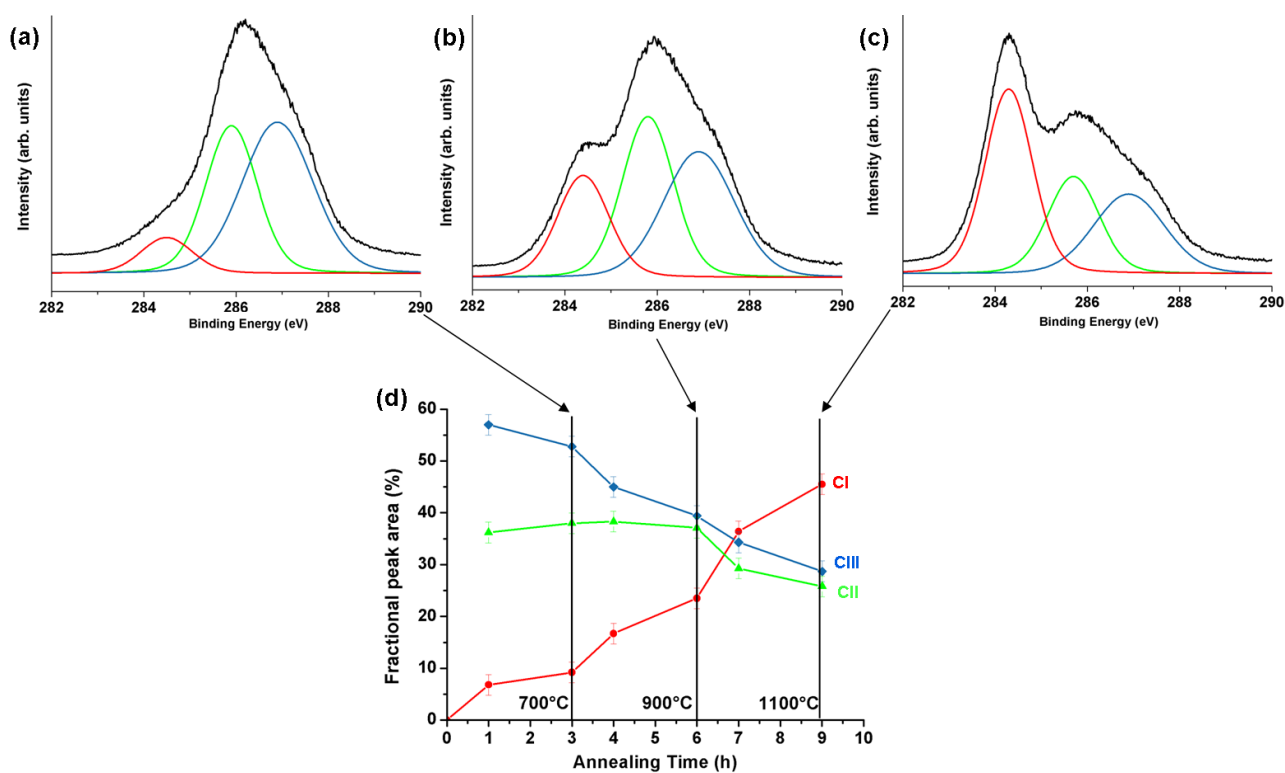 (a)
Intensity (arb. units)
282 284 286 288 290
Binding Energy (eV)
(b)
Intensity (arb. units)
282 284 286 288 290
Binding Energy (eV)
(c)
Intensity (arb. units)
282 284 286 288 290
Binding Energy (eV)
(d)
Fractional peak area (%)
60
50
40
30
20
10
0
CI
CIII
CII
700°C 900°C 1100°C
0 1 2 3 4 5 6 7 8 9 10
Annealing Time (h)